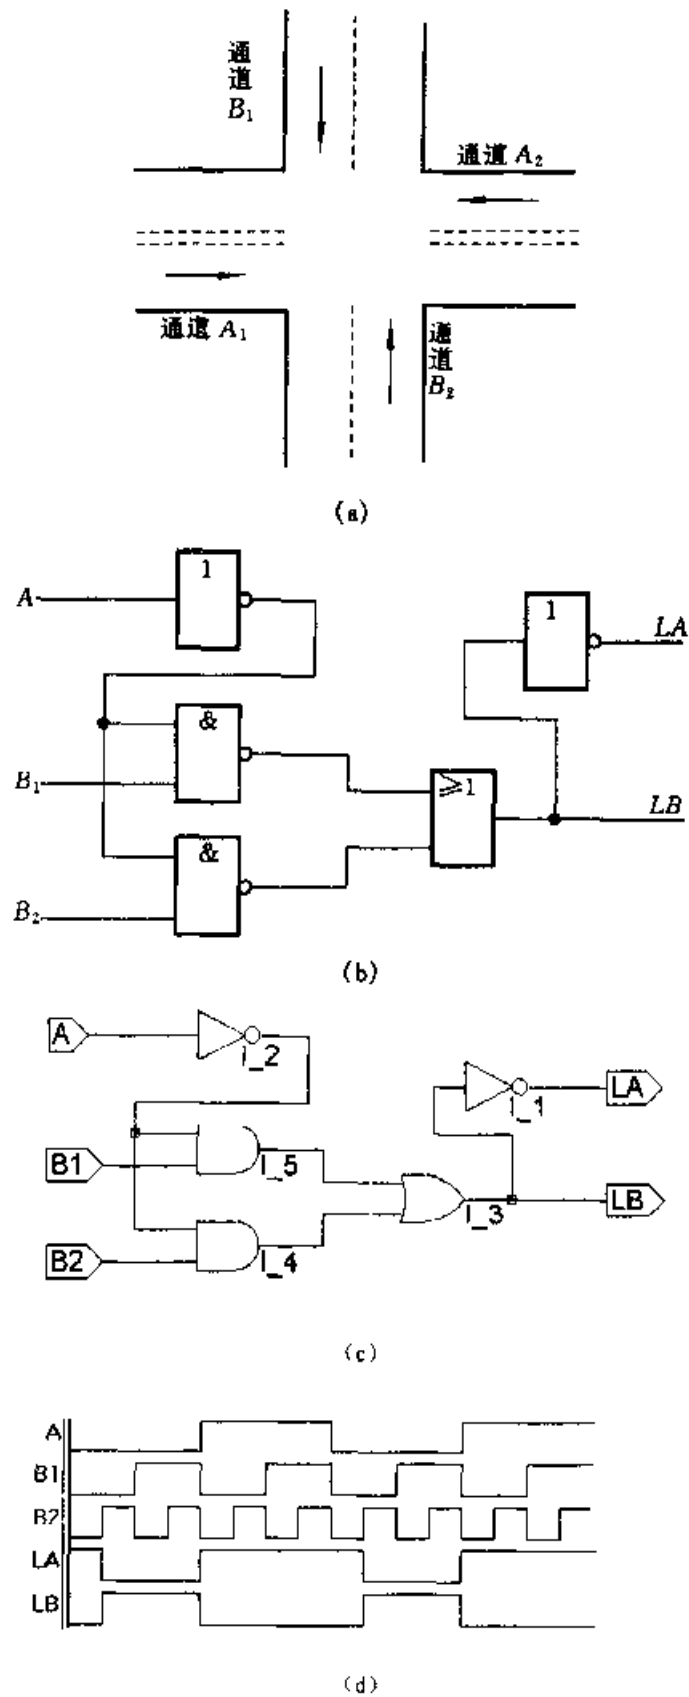 通道 B₁
通道 A₂
通道 A₁
通道 B₂
(a)
A
1
1
LA
&
B₁
≥1
LB
&
B₂
(b)
A
I_2
LA
I_1
B1
I_5
LB
I_3
B2
I_4
(c)
A
B1
B2
LA
LB
(d)